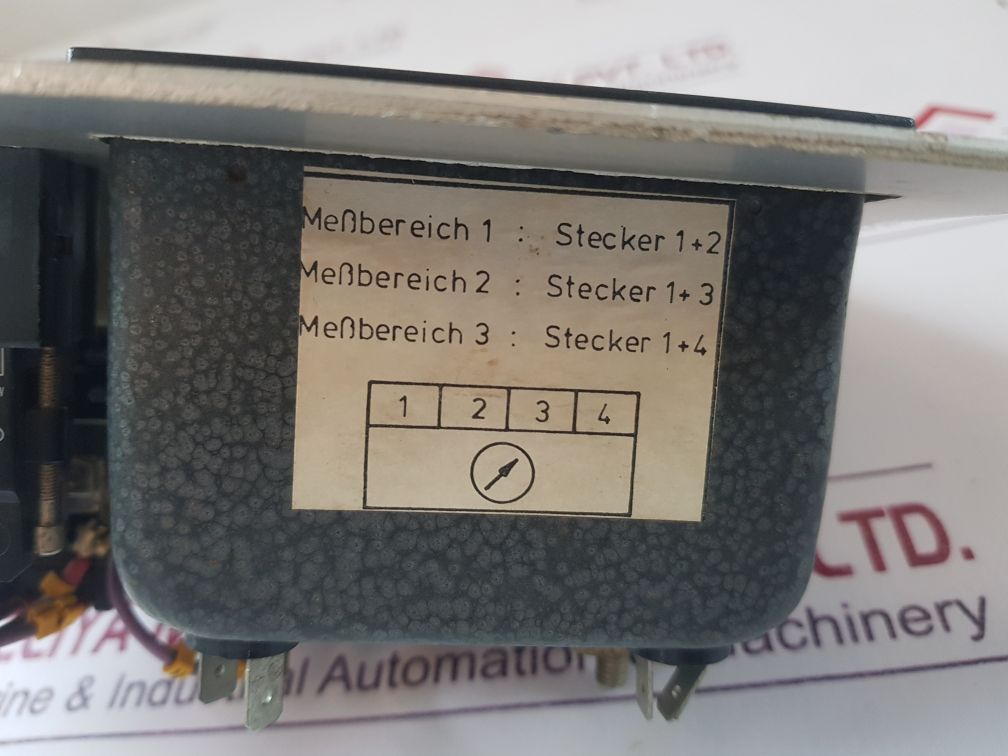 Meßbereich 1 : Stecker 1+2
Meßbereich 2 : Stecker 1+3
Meßbereich 3 : Stecker 1+4
1 2 3 4
LTD.
& Industrial Automation Machinery